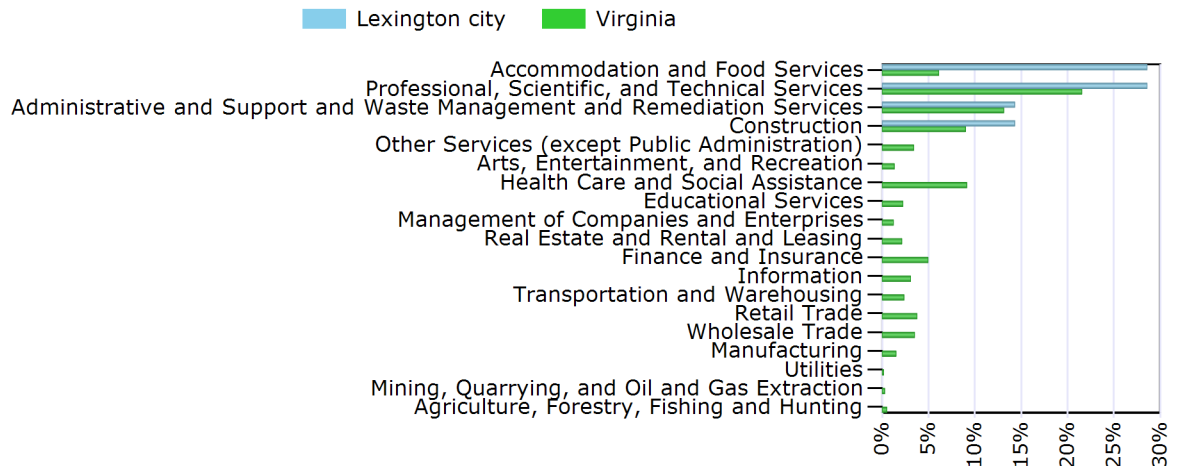 Lexington city Virginia
Accommodation and Food Services
Professional, Scientific, and Technical Services
Administrative and Support and Waste Management and Remediation Services
Construction
Other Services (except Public Administration)
Arts, Entertainment, and Recreation
Health Care and Social Assistance
Educational Services
Management of Companies and Enterprises
Real Estate and Rental and Leasing
Finance and Insurance
Information
Transportation and Warehousing
Retail Trade
Wholesale Trade
Manufacturing
Utilities
Mining, Quarrying, and Oil and Gas Extraction
Agriculture, Forestry, Fishing and Hunting
0% 5% 10% 15% 20% 25% 30%